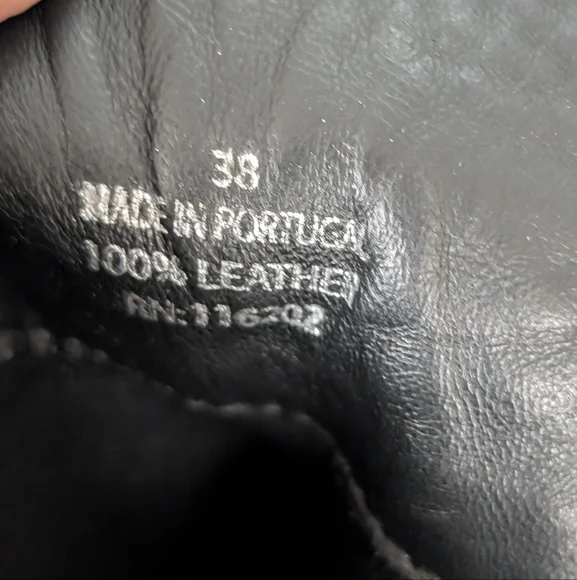 38
MADE IN PORTUGAL
100% LEATHER
RN:116202